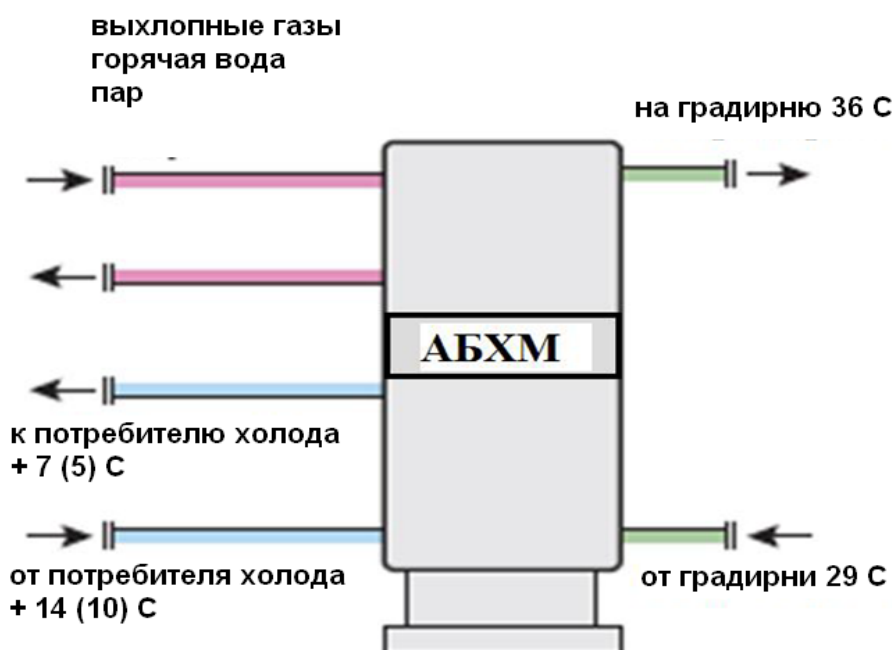 выхлопные газы
горячая вода
пар
на градирню 36 С
АБХМ
к потребителю холода
+ 7 (5) С
от потребителя холода
+ 14 (10) С
от градирни 29 С